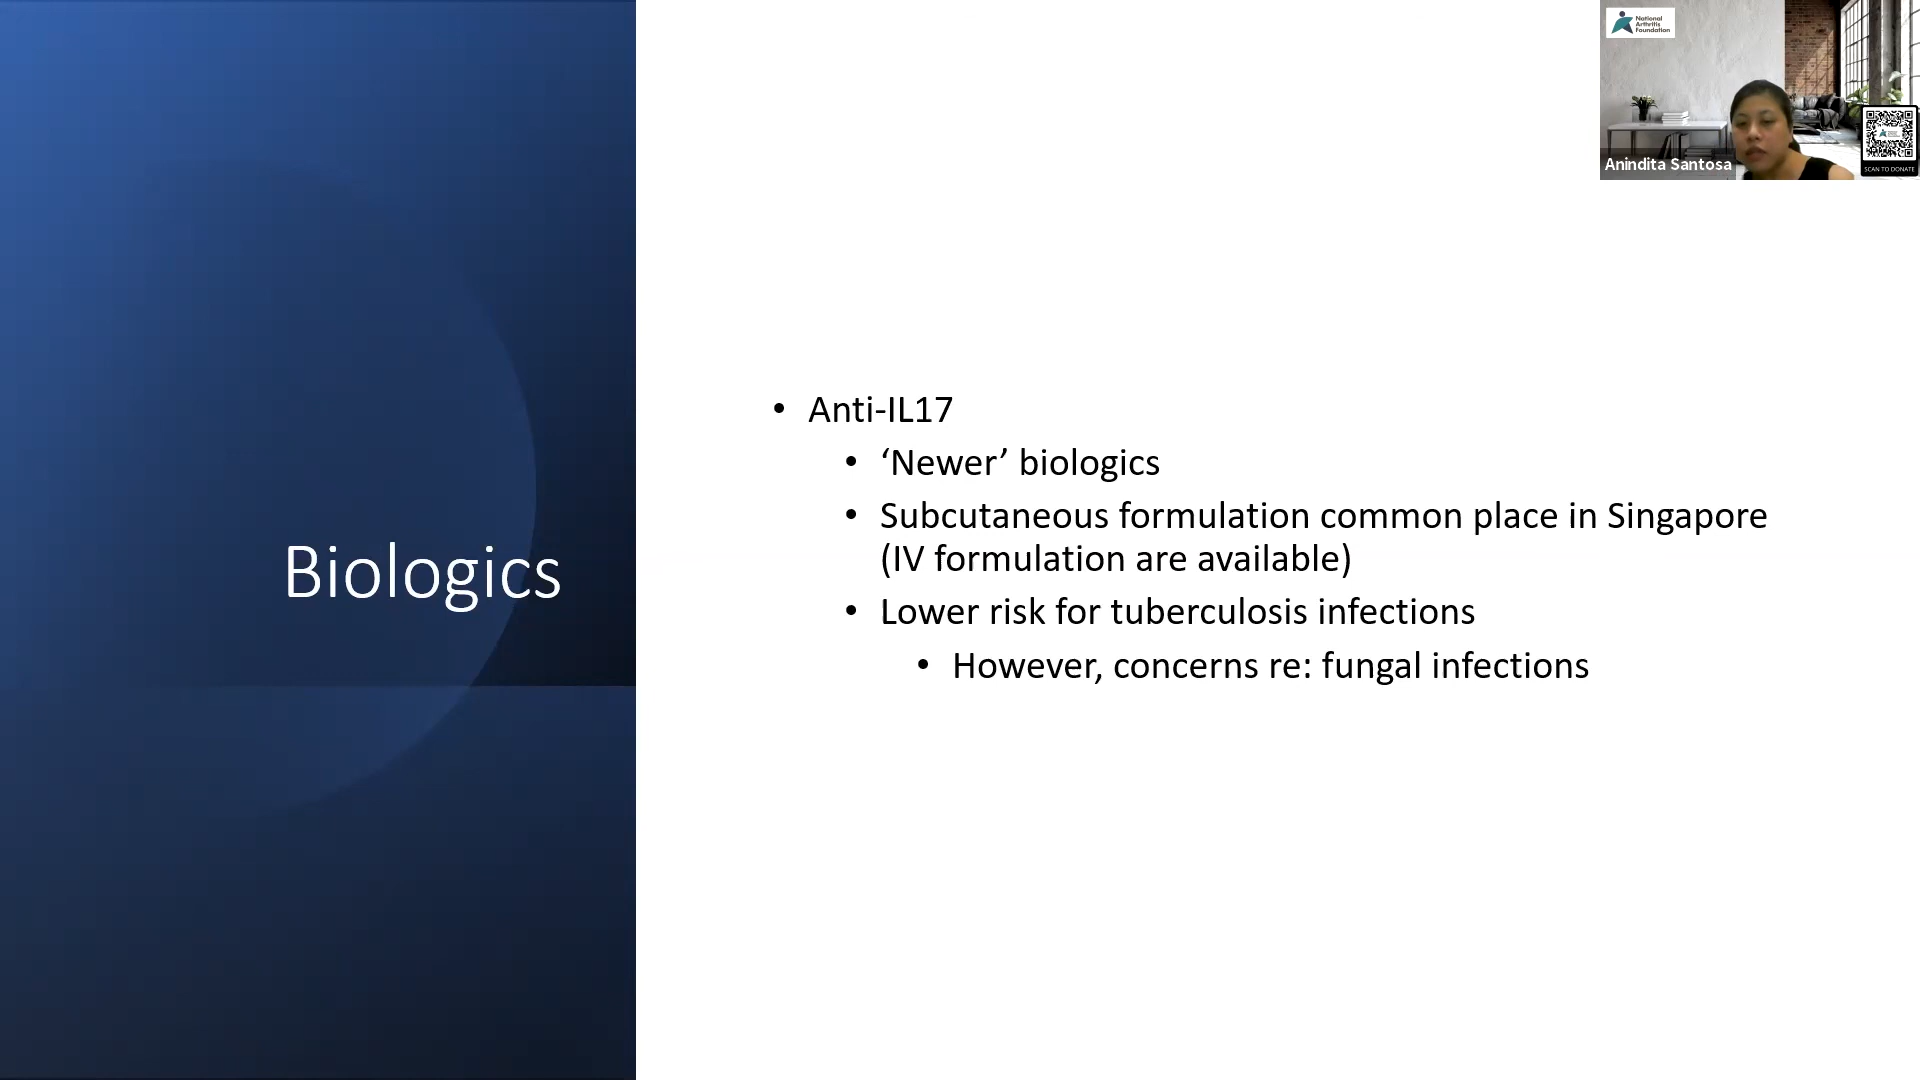 National
Arthritis
Foundation
Anindita Santosa
SCAN TO DONATE
Biologics
• Anti-IL17
• ‘Newer’ biologics
• Subcutaneous formulation common place in Singapore
(IV formulation are available)
• Lower risk for tuberculosis infections
• However, concerns re: fungal infections